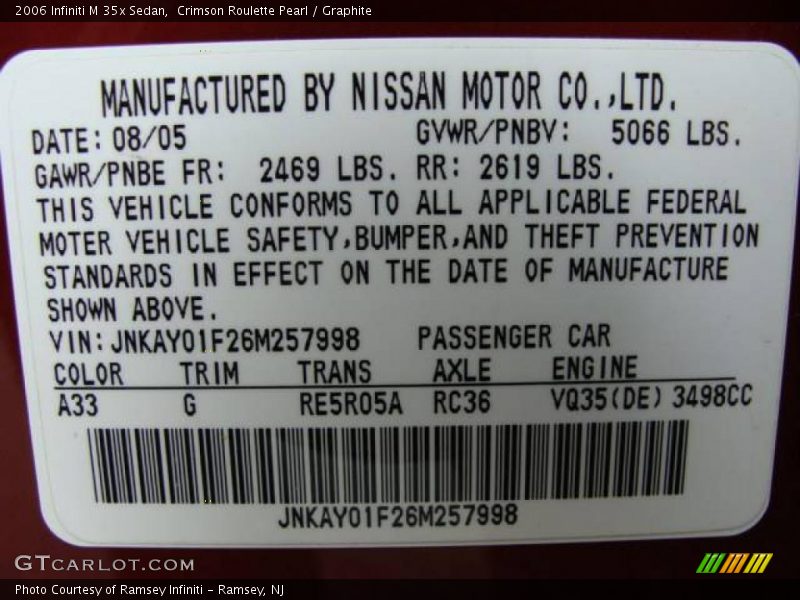 2006 Infiniti M 35x Sedan,  Crimson Roulette Pearl / Graphite
MANUFACTURED BY NISSAN MOTOR CO.,LTD.
DATE: 08/05 GVWR/PNBV: 5066 LBS.
GAWR/PNBE FR: 2469 LBS. RR: 2619 LBS.
THIS VEHICLE CONFORMS TO ALL APPLICABLE FEDERAL
MOTER VEHICLE SAFETY,BUMPER,AND THEFT PREVENTION
STANDARDS IN EFFECT ON THE DATE OF MANUFACTURE
SHOWN ABOVE.
VIN: JNKAY01F26M257998 PASSENGER CAR
COLOR TRIM TRANS AXLE ENGINE
A33 G RE5R05A RC36 VQ35(DE) 3498CC
JNKAY01F26M257998
GTCARLOT.COM
Photo Courtesy of Ramsey Infiniti - Ramsey, NJ